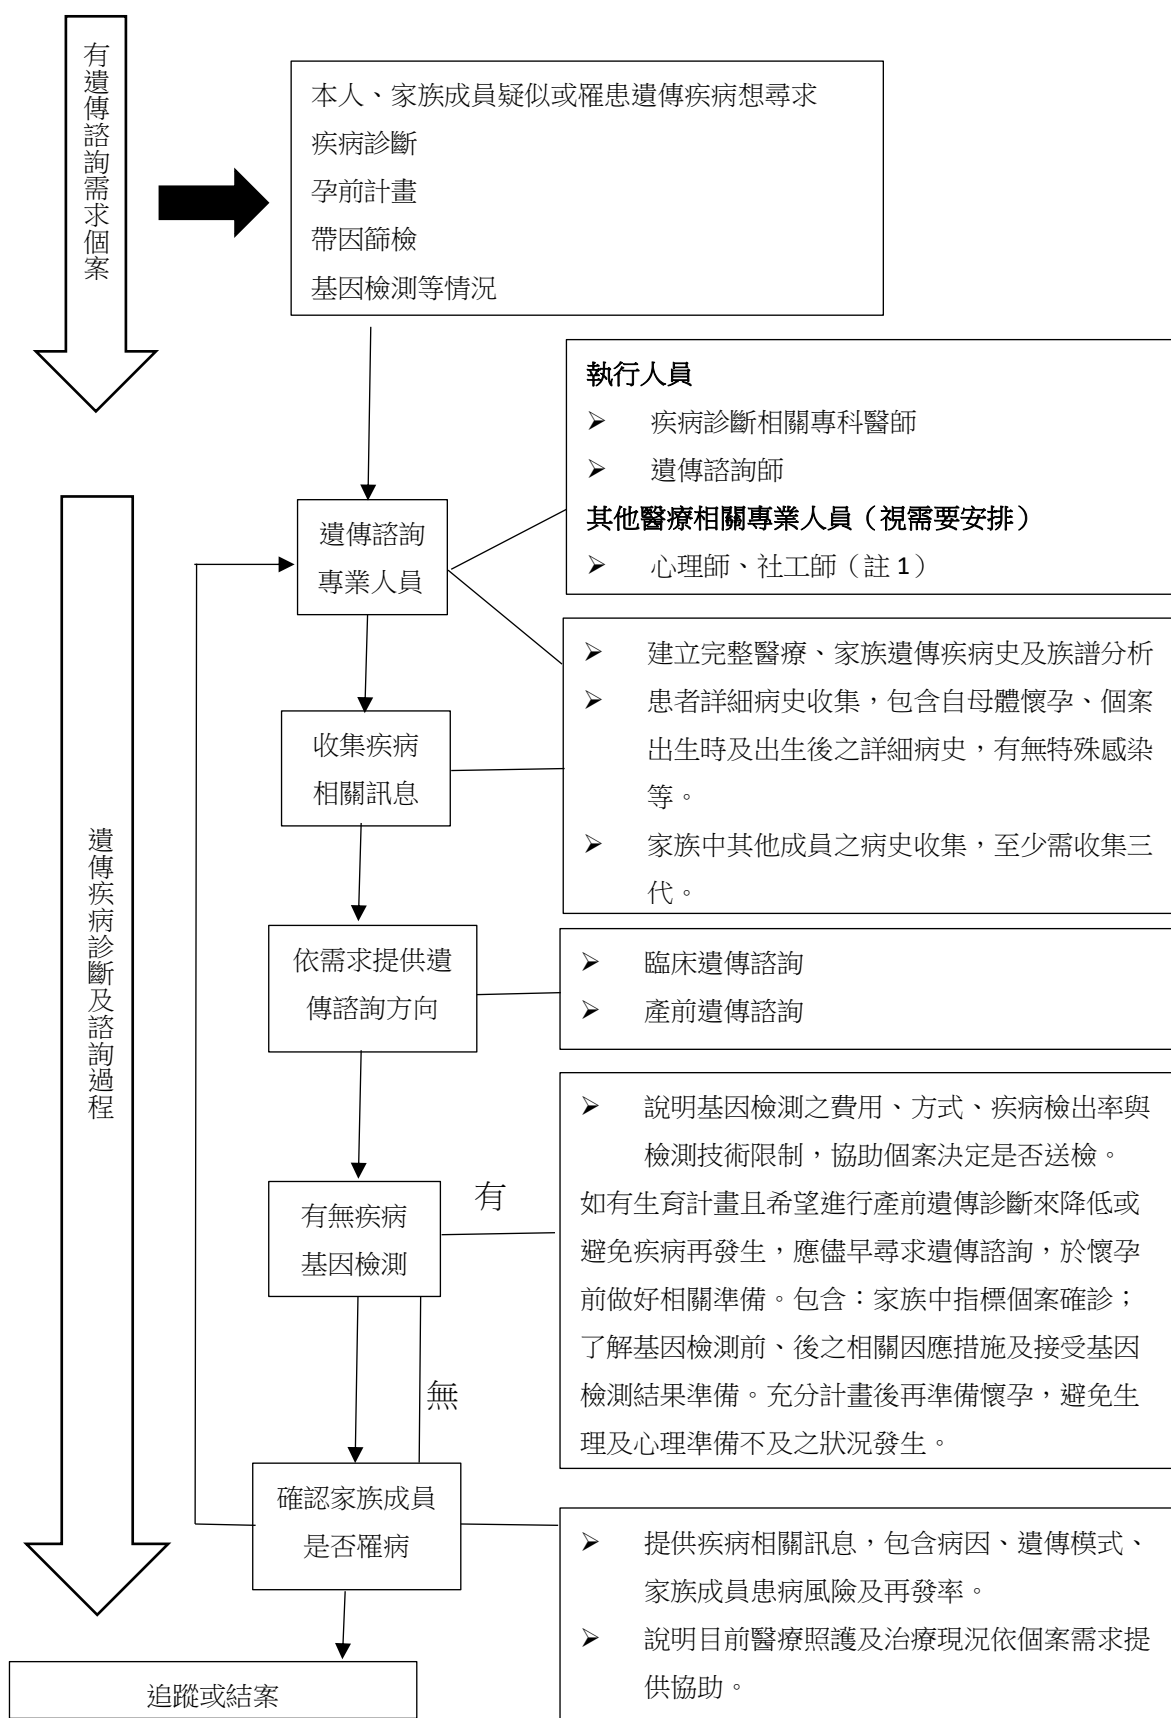 有遺傳諮詢需求個案
本人、家族成員疑似或罹患遺傳疾病想尋求
疾病診斷
孕前計畫
帶因篩檢
基因檢測等情況
執行人員
➢ 疾病診斷相關專科醫師
➢ 遺傳諮詢師
其他醫療相關專業人員（視需要安排）
➢ 心理師、社工師（註 1）
遺傳疾病診斷及諮詢過程
遺傳諮詢
專業人員
➢ 建立完整醫療、家族遺傳疾病史及族譜分析
➢ 患者詳細病史收集，包含自母體懷孕、個案
出生時及出生後之詳細病史，有無特殊感染
等。
➢ 家族中其他成員之病史收集，至少需收集三
代。
收集疾病
相關訊息
依需求提供遺
傳諮詢方向
➢ 臨床遺傳諮詢
➢ 產前遺傳諮詢
有無疾病
基因檢測
有
➢ 說明基因檢測之費用、方式、疾病檢出率與
檢測技術限制，協助個案決定是否送檢。
如有生育計畫且希望進行產前遺傳診斷來降低或
避免疾病再發生，應儘早尋求遺傳諮詢，於懷孕
前做好相關準備。包含：家族中指標個案確診；
了解基因檢測前、後之相關因應措施及接受基因
檢測結果準備。充分計畫後再準備懷孕，避免生
理及心理準備不及之狀況發生。
無
確認家族成員
是否罹病
➢ 提供疾病相關訊息，包含病因、遺傳模式、
家族成員患病風險及再發率。
➢ 說明目前醫療照護及治療現況依個案需求提
供協助。
追蹤或結案